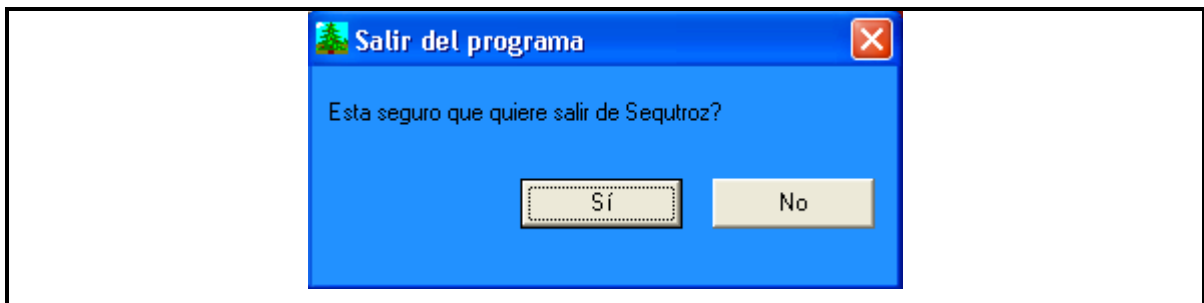 Salir del programa
Esta seguro que quiere salir de Sequtroz?
Sí
No